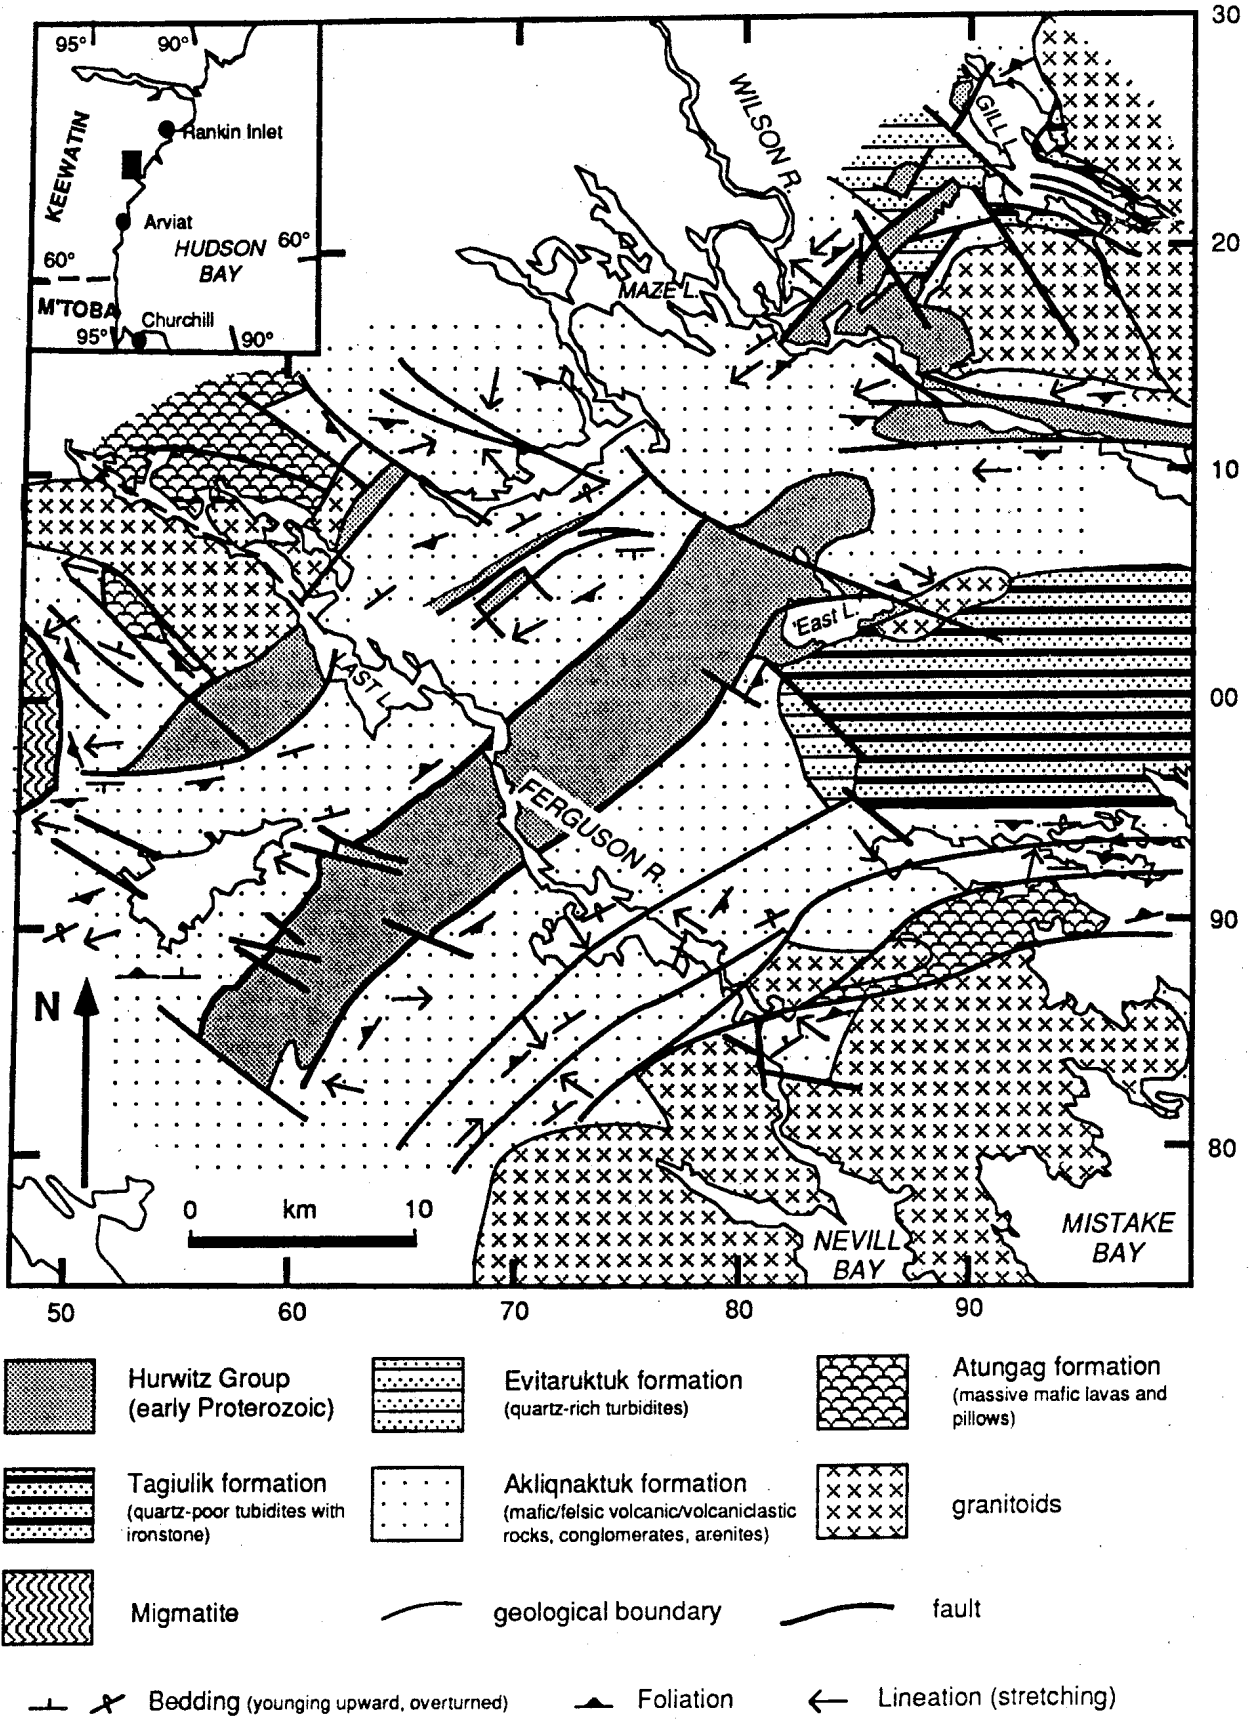 30
95°
90°
WILSON R.
GILL L.
Rankin Inlet
KEEWATIN
Arviat
HUDSON
BAY
60°
60°
20
MAZE L.
M'TOBA
Churchill
95°
90°
10
'East L.'
LAST L.
00
FERGUSON R.
90
N
80
0 km 10
MISTAKE
BAY
NEVILL
BAY
50 60 70 80 90
Hurwitz Group
(early Proterozoic)
Evitaruktuk formation
(quartz-rich turbidites)
Atungag formation
(massive mafic lavas and
pillows)
Tagiulik formation
(quartz-poor tubidites with
ironstone)
Akliqnaktuk formation
(mafic/felsic volcanic/volcaniclastic
rocks, conglomerates, arenites)
granitoids
Migmatite
geological boundary
fault
Bedding (younging upward, overturned)
Foliation
Lineation (stretching)